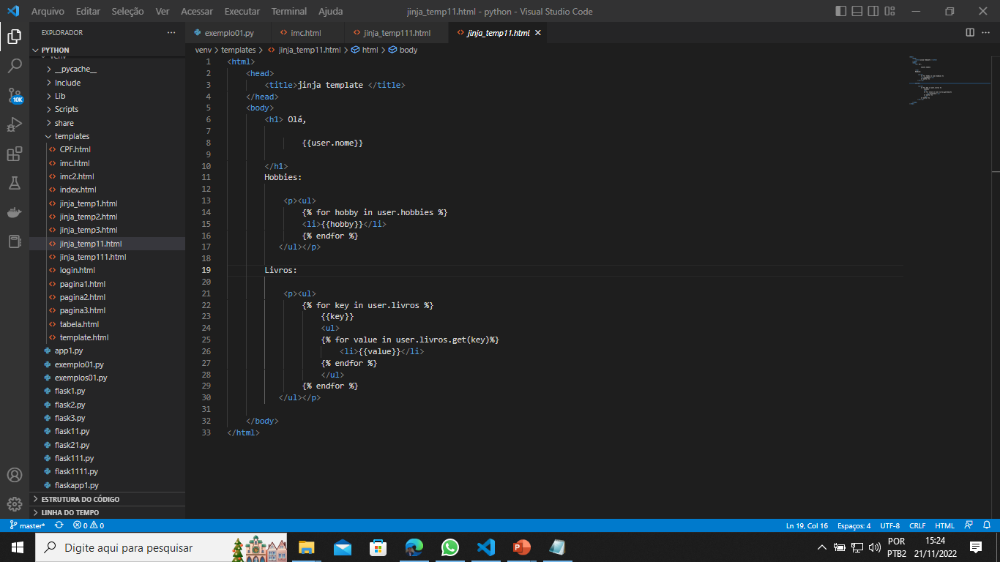 Arquivo Editar Seleção Ver Acessar Executar Terminal Ajuda
jinja_temp11.html - python - Visual Studio Code
EXPLORADOR
PYTHON
venv
__pycache__
Include
Lib
Scripts
share
templates
CPF.html
imc.html
imc2.html
index.html
jinja_temp1.html
jinja_temp2.html
jinja_temp3.html
jinja_temp11.html
jinja_temp111.html
login.html
pagina1.html
pagina2.html
pagina3.html
tabela.html
template.html
app1.py
exemplo01.py
exemplos01.py
flask1.py
flask2.py
flask3.py
flask11.py
flask21.py
flask111.py
flask1111.py
flaskapp1.py
ESTRUTURA DO CÓDIGO
LINHA DO TEMPO
10K
exemplo01.py imc.html jinja_temp111.html jinja_temp11.html
venv > templates > jinja_temp11.html > html > body
1 <html>
2 <head>
3 <title>jinja template </title>
4 </head>
5 <body>
6 <h1> Olá,
7
8 {{user.nome}}
9
10 </h1>
11 Hobbies:
12
13 <p><ul>
14 {% for hobby in user.hobbies %}
15 <li>{{hobby}}</li>
16 {% endfor %}
17 </ul></p>
18
19 Livros:
20
21 <p><ul>
22 {% for key in user.livros %}
23 {{key}}
24 <ul>
25 {% for value in user.livros.get(key)%}
26 <li>{{value}}</li>
27 {% endfor %}
28 </ul>
29 {% endfor %}
30 </ul></p>
31
32 </body>
33 </html>
master* 0 0
Ln 19, Col 16 Espaços: 4 UTF-8 CRLF HTML
Digite aqui para pesquisar
POR
PTB2
15:24
21/11/2022